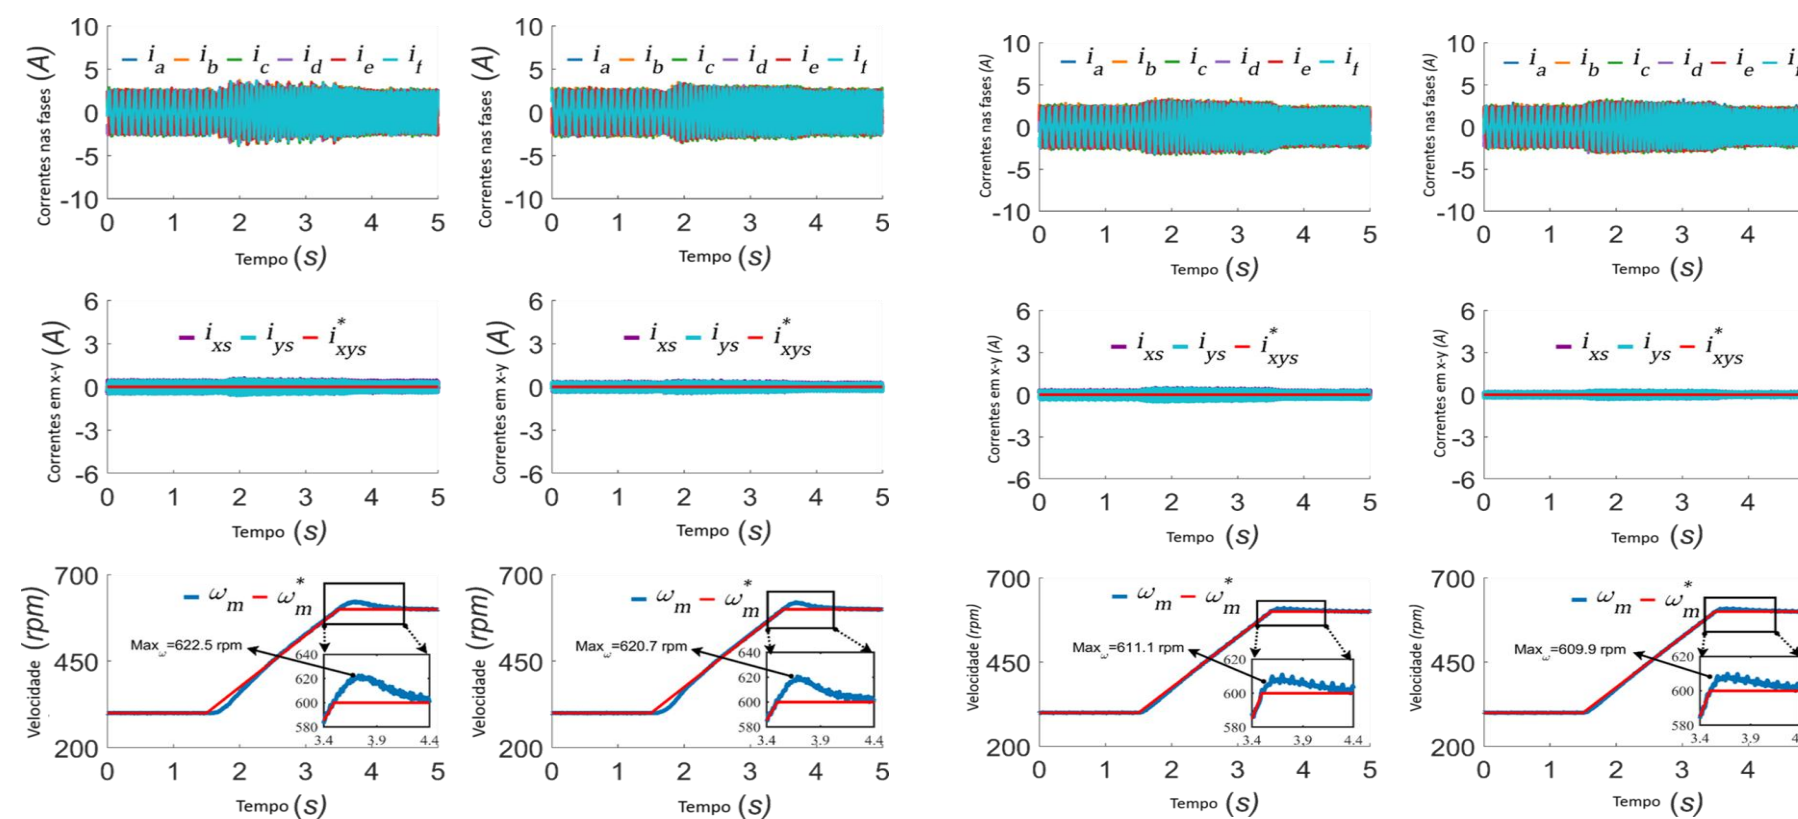 10
5
0
-5
-10
Correntes nas fases (A)
i_a i_b i_c i_d i_e i_f
0 1 2 3 4 5
Tempo (s)
10
5
0
-5
-10
Correntes nas fases (A)
i_a i_b i_c i_d i_e i_f
0 1 2 3 4 5
Tempo (s)
10
5
0
-5
-10
Correntes nas fases (A)
i_a i_b i_c i_d i_e i_f
0 1 2 3 4 5
Tempo (s)
10
5
0
-5
-10
Correntes nas fases (A)
i_a i_b i_c i_d i_e i_f
0 1 2 3 4
Tempo (s)
6
3
0
-3
-6
Correntes em x-y (A)
i_xs i_ys i*_xys
0 1 2 3 4 5
Tempo (s)
6
3
0
-3
-6
Correntes em x-y (A)
i_xs i_ys i*_xys
0 1 2 3 4 5
Tempo (s)
6
3
0
-3
-6
Correntes em x-y (A)
i_xs i_ys i*_xys
0 1 2 3 4 5
Tempo (s)
6
3
0
-3
-6
Correntes em x-y (A)
i_xs i_ys i*_xys
0 1 2 3 4
Tempo (s)
700
450
200
Velocidade (rpm)
ω_m ω*_m
Max_ω=622.5 rpm
640
620
600
580
3.4 3.9 4.4
0 1 2 3 4 5
Tempo (s)
700
450
200
Velocidade (rpm)
ω_m ω*_m
Max_ω=620.7 rpm
640
620
600
580
3.4 3.9 4.4
0 1 2 3 4 5
Tempo (s)
700
450
200
Velocidade (rpm)
ω_m ω*_m
Max_ω=611.1 rpm
620
600
580
3.4 3.9 4.4
0 1 2 3 4 5
Tempo (s)
700
450
200
Velocidade (rpm)
ω_m ω*_m
Max_ω=609.9 rpm
620
600
580
3.4 3.9
0 1 2 3 4
Tempo (s)